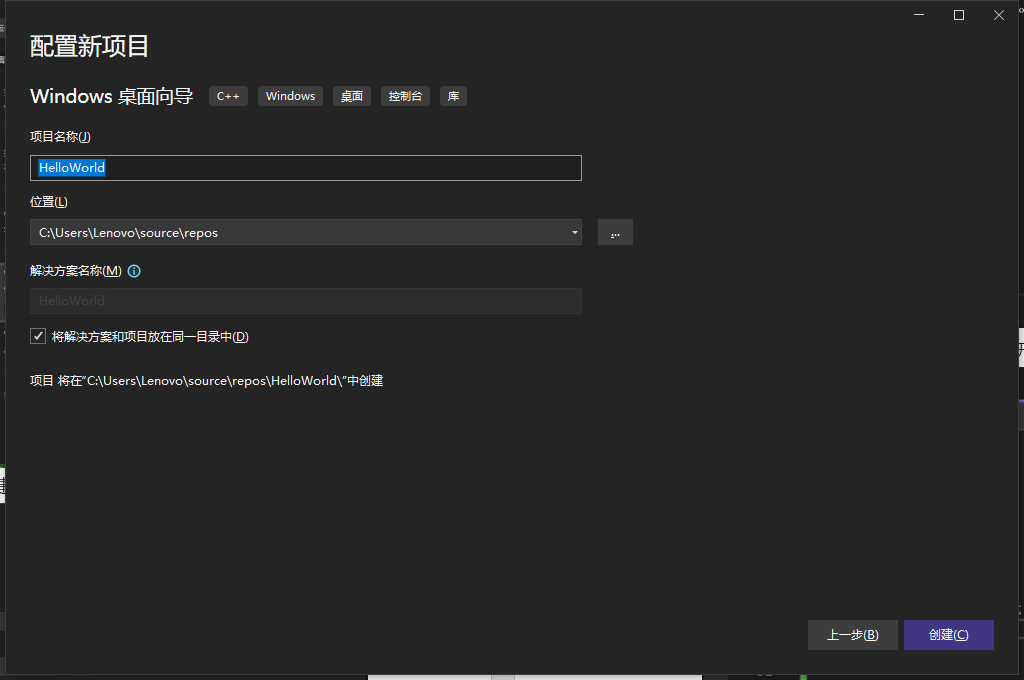 配置新项目
Windows 桌面向导 C++ Windows 桌面 控制台 库
项目名称(J)
HelloWorld
位置(L)
C:\Users\Lenovo\source\repos ...
解决方案名称(M)
HelloWorld
将解决方案和项目放在同一目录中(D)
项目 将在“C:\Users\Lenovo\source\repos\HelloWorld\”中创建
上一步(B) 创建(C)